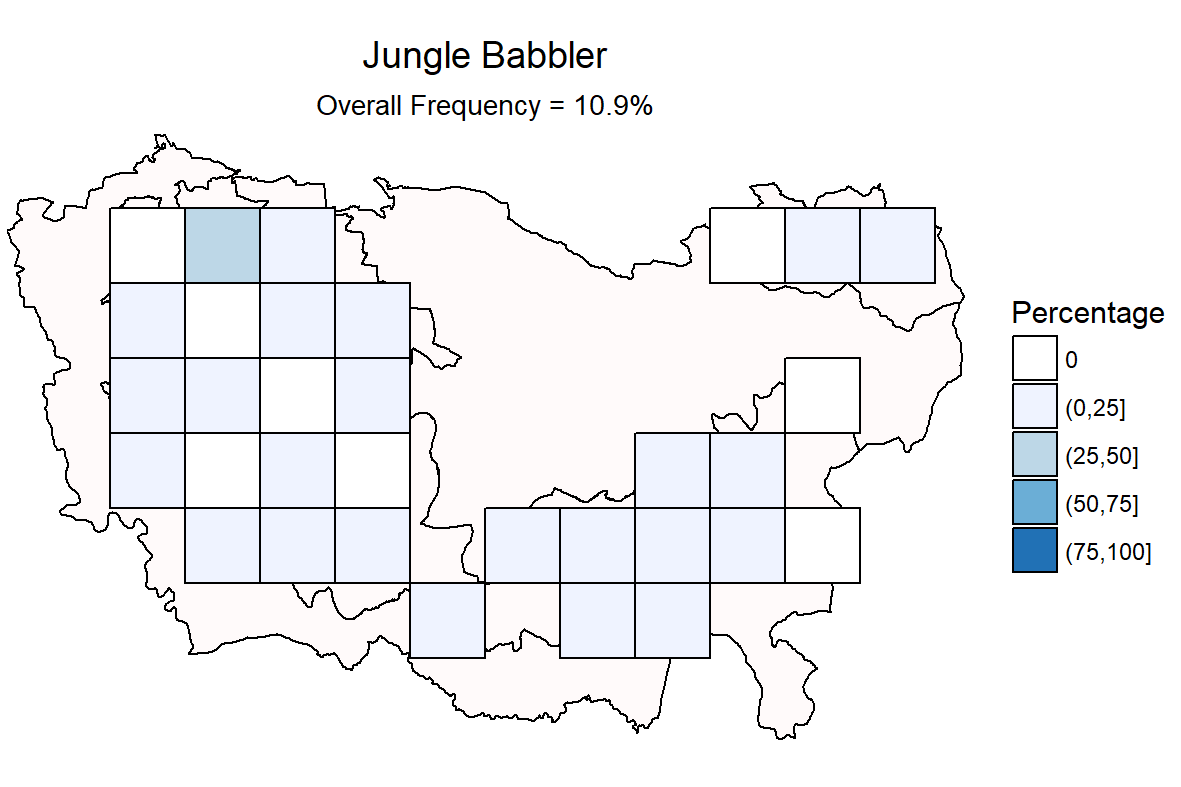 Jungle Babbler
Overall Frequency = 10.9%
Percentage
0
(0,25]
(25,50]
(50,75]
(75,100]